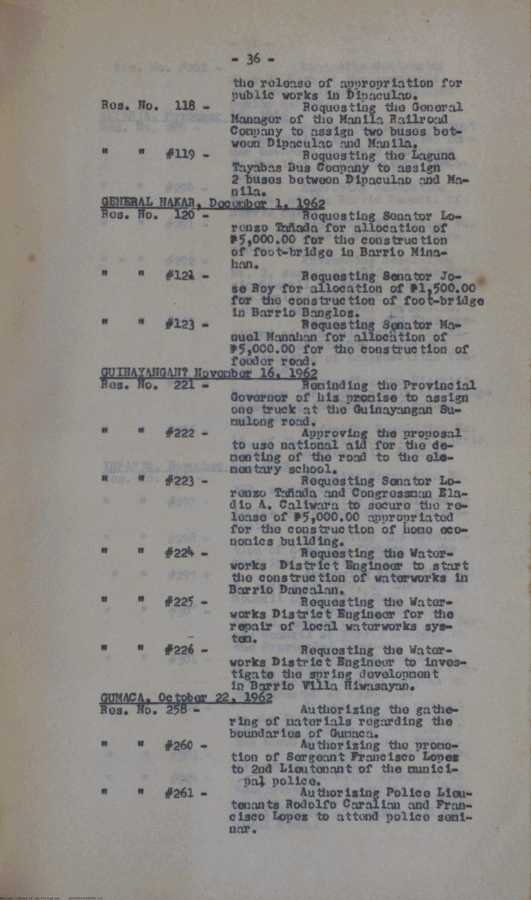 - 36 -
the release of appropriation for
public works in Dipaculao.
Res. No. 118 - Requesting the General
Manager of the Manila Railroad
Company to assign two buses bet-
ween Dipaculao and Manila.
" " #119 - Requesting the Laguna
Tayabas Bus Company to assign
2 buses between Dipaculao and Ma-
nila.
GENERAL NAKAR, December 1, 1962
Res. No. 120 - Requesting Senator Lo-
renzo Tañada for allocation of
₱5,000.00 for the construction
of foot-bridge in Barrio Mina-
han.
" " #121 - Requesting Senator Jo-
se Roy for allocation of ₱1,500.00
for the construction of foot-bridge
in Barrio Banglos.
" " #123 - Requesting Senator Ma-
nuel Manahan for allocation of
₱5,000.00 for the construction of
feeder road.
GUINAYANGAN? November 16, 1962
Res. No. 221 - Reminding the Provincial
Governor of his promise to assign
one truck at the Guinayangan Su-
mulong road.
" " #222 - Approving the proposal
to use national aid for the ce-
menting of the road to the ele-
mentary school.
" " #223 - Requesting Senator Lo-
renzo Tañada and Congressman Ela-
dio A. Caliwara to secure the re-
lease of ₱5,000.00 appropriated
for the construction of home eco-
nomics building.
" " #224 - Requesting the Water-
works District Engineer to start
the construction of waterworks in
Barrio Dancalan.
" " #225 - Requesting the Water-
works District Engineer for the
repair of local waterworks sys-
tem.
" " #226 - Requesting the Water-
works District Engineer to inves-
tigate the spring development
in Barrio Villa Hiwasayan.
GUMACA, October 22, 1962
Res. No. 258 - Authorizing the gathe-
ring of materials regarding the
boundaries of Gumaca.
" " #260 - Authorizing the promo-
tion of Sergeant Francisco Lopez
to 2nd Lieutenant of the munici-
pal police.
" " #261 - Authorizing Police Lieu-
tenants Rodolfo Caralian and Fran-
cisco Lopez to attend police semi-
nar.